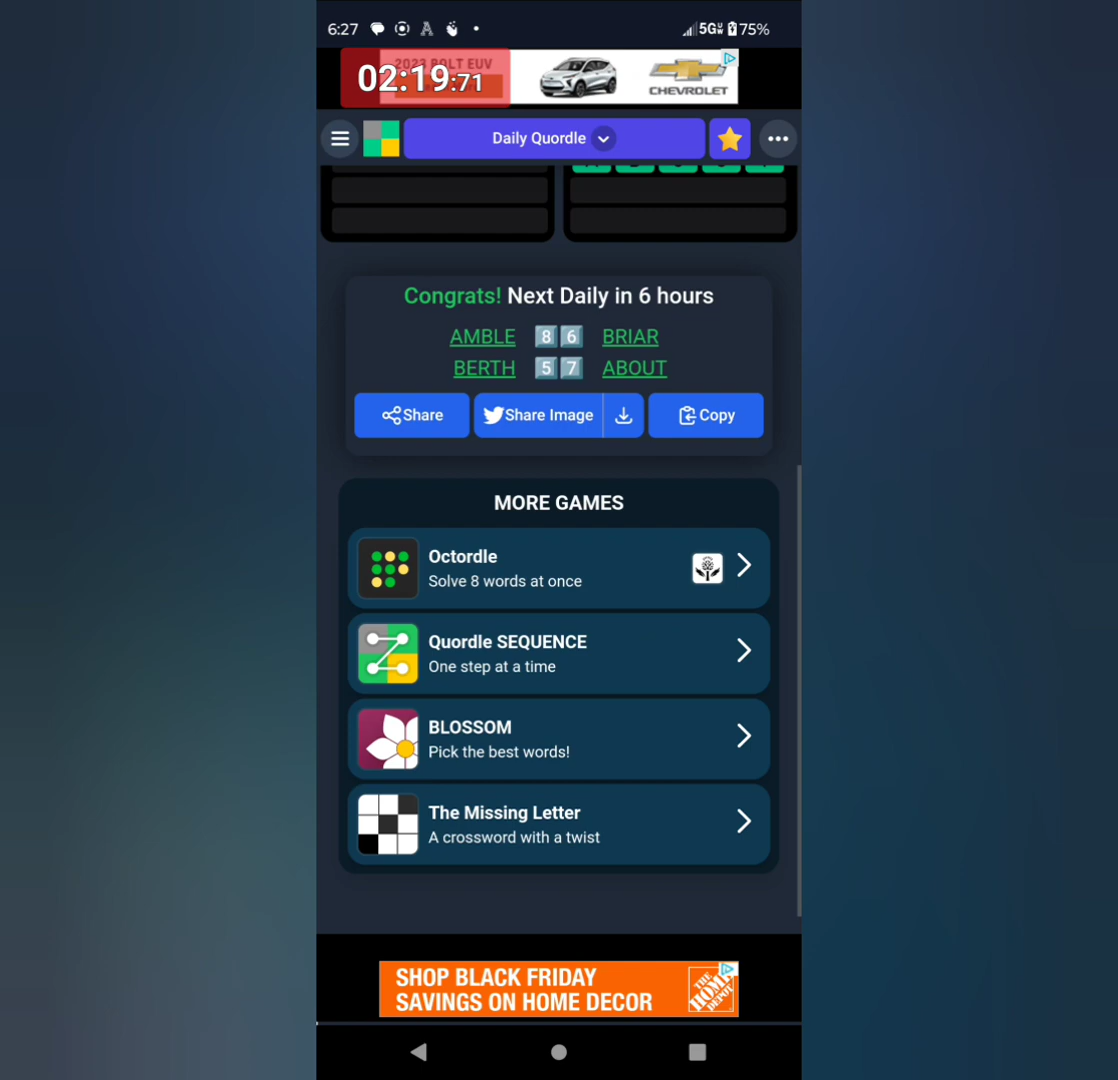 6:27 5G 75%
2023 BOLT EUV
02:19:71
CHEVROLET
Daily Quordle
Congrats! Next Daily in 6 hours
AMBLE 8 6 BRIAR
BERTH 5 7 ABOUT
Share Share Image Copy
MORE GAMES
Octordle
Solve 8 words at once
Quordle SEQUENCE
One step at a time
BLOSSOM
Pick the best words!
The Missing Letter
A crossword with a twist
SHOP BLACK FRIDAY
SAVINGS ON HOME DECOR
THE HOME DEPOT